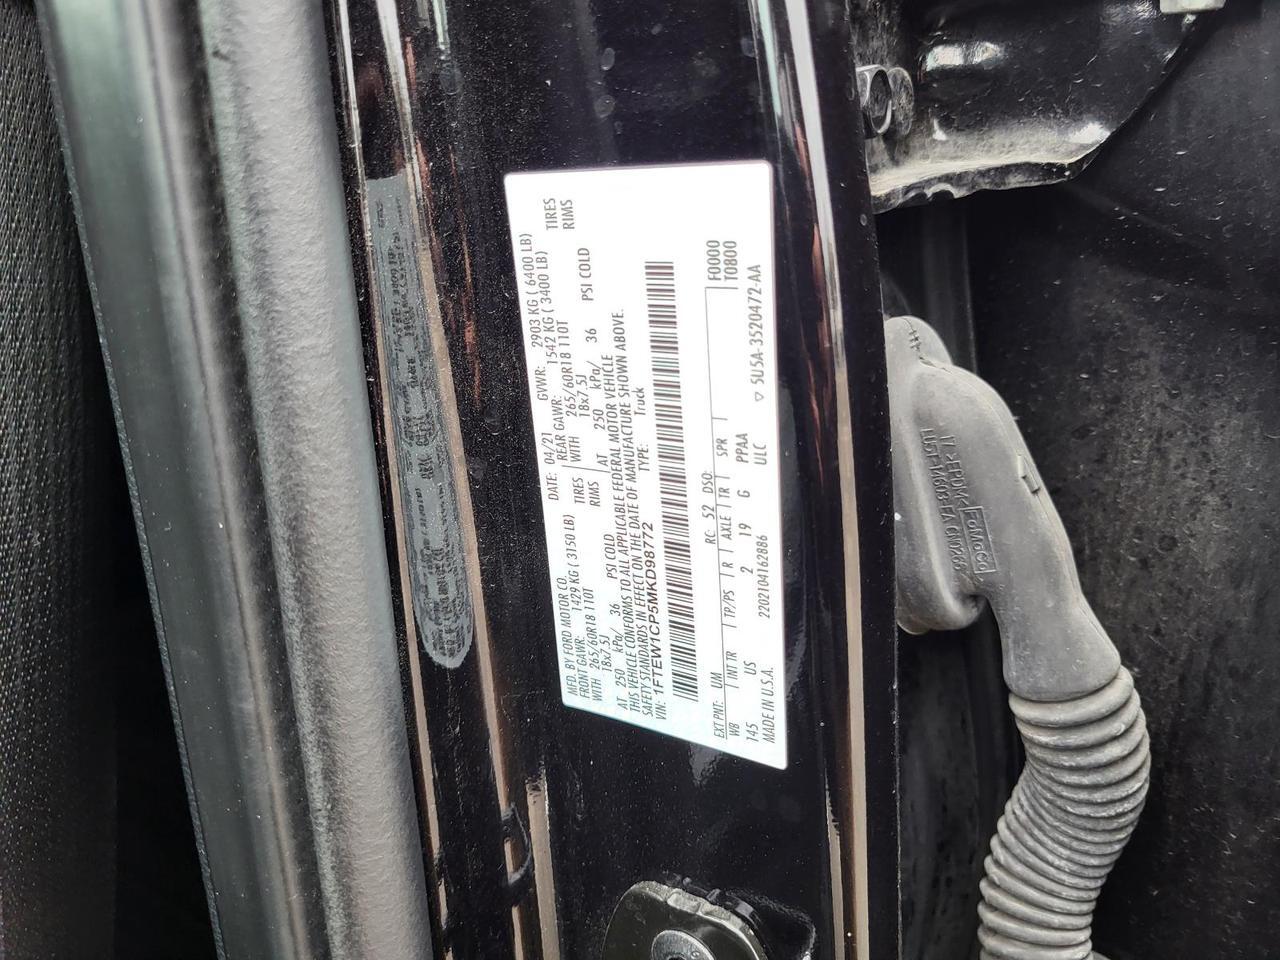 MFD. BY FORD MOTOR CO.
DATE: 04/21 GVWR: 2903 KG ( 6400 LB)
FRONT GAWR: 1429 KG ( 3150 LB) REAR GAWR: 1542 KG ( 3400 LB)
WITH 265/60R18 110T TIRES WITH 265/60R18 110T TIRES
18x7.5J RIMS 18x7.5J RIMS
AT 250 kPa/ 36 PSI COLD AT 250 kPa/ 36 PSI COLD
THIS VEHICLE CONFORMS TO ALL APPLICABLE FEDERAL MOTOR VEHICLE
SAFETY STANDARDS IN EFFECT ON THE DATE OF MANUFACTURE SHOWN ABOVE.
VIN: 1FTEW1CP5MKD98772 TYPE: Truck
EXT PNT: UM RC: 52 DSO: F0000
WB INT TR TP/PS R AXLE TR SPR T0800
145 US 2 19 G PPAA
2202104162886 ULC
MADE IN U.S.A. ▽ 5U5A-3520472-AA
FoMoCo